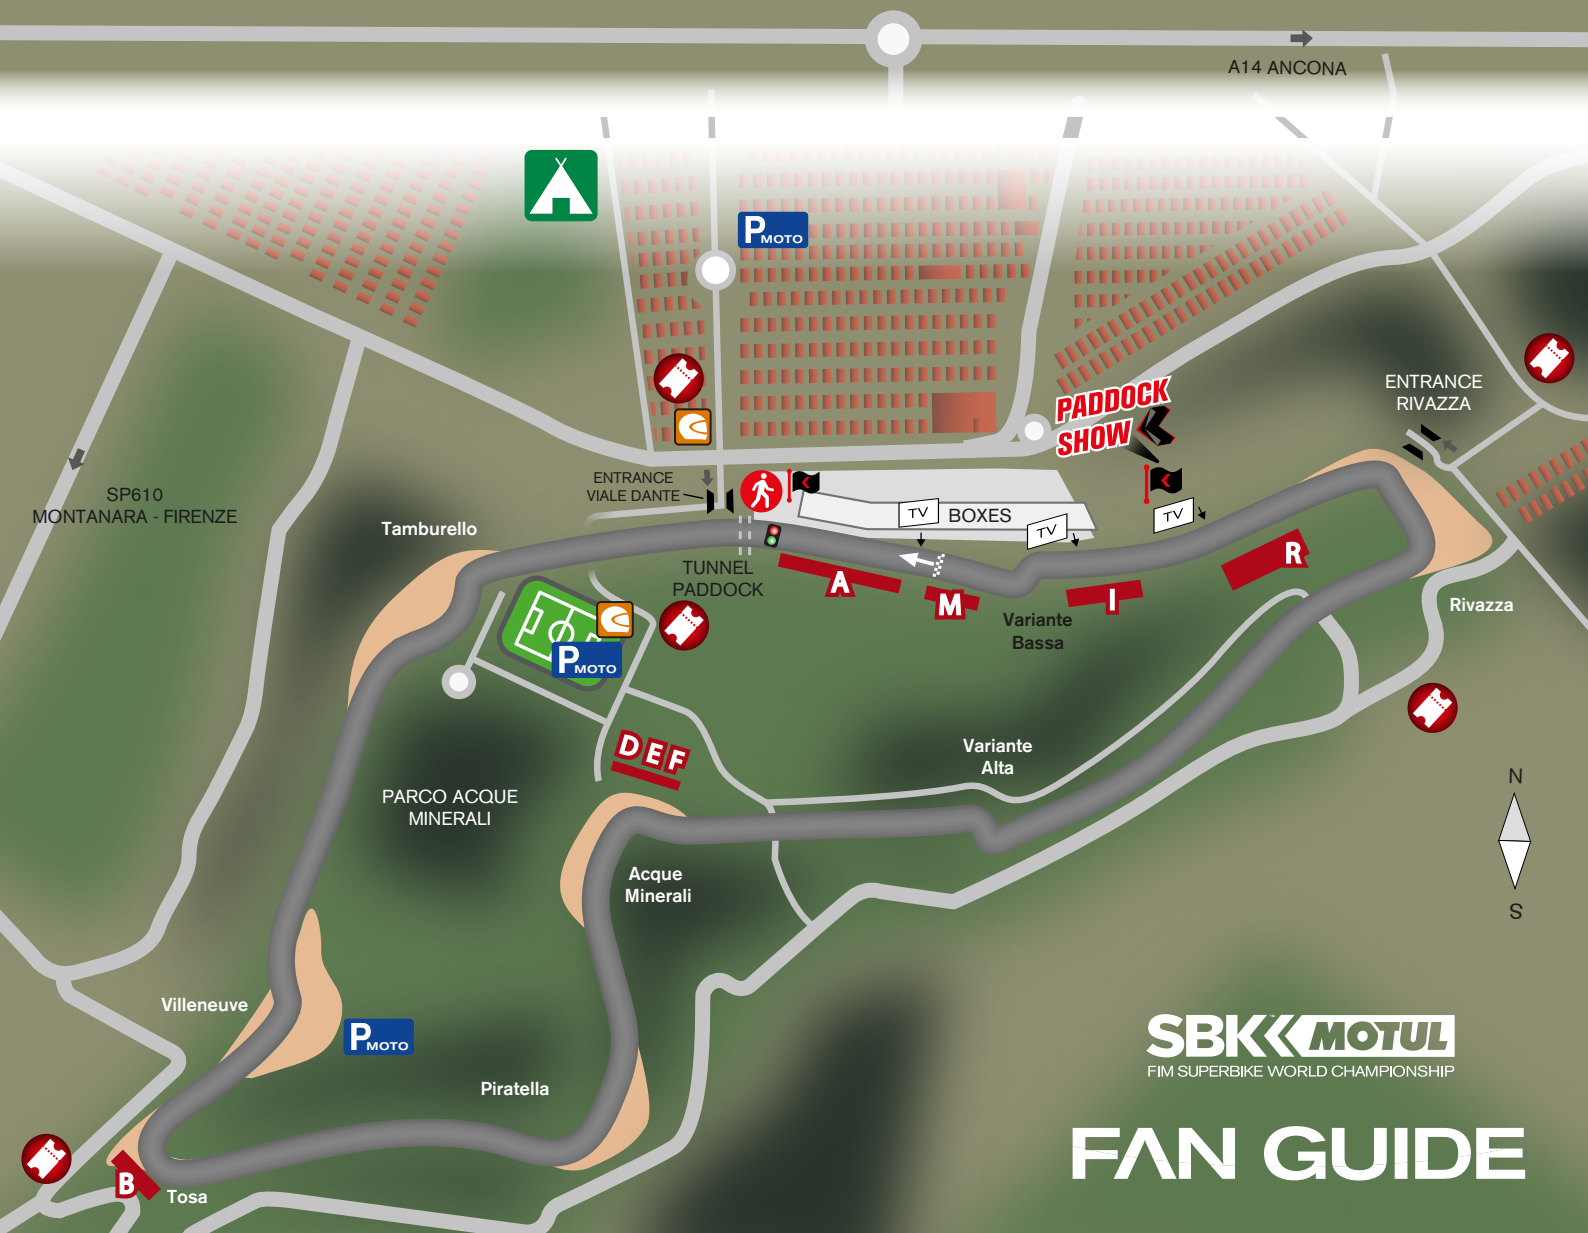 A14 ANCONA
P MOTO
PADDOCK
SHOW
ENTRANCE
RIVAZZA
SP610
MONTANARA - FIRENZE
ENTRANCE
VIALE DANTE
Tamburello
TV
BOXES
TV
TV
TUNNEL
PADDOCK
A
M
I
R
Variante
Bassa
Rivazza
P MOTO
D E F
Variante
Alta
PARCO ACQUE
MINERALI
N
S
Acque
Minerali
Villeneuve
P MOTO
Piratella
B
Tosa
SBK MOTUL
FIM SUPERBIKE WORLD CHAMPIONSHIP
FAN GUIDE